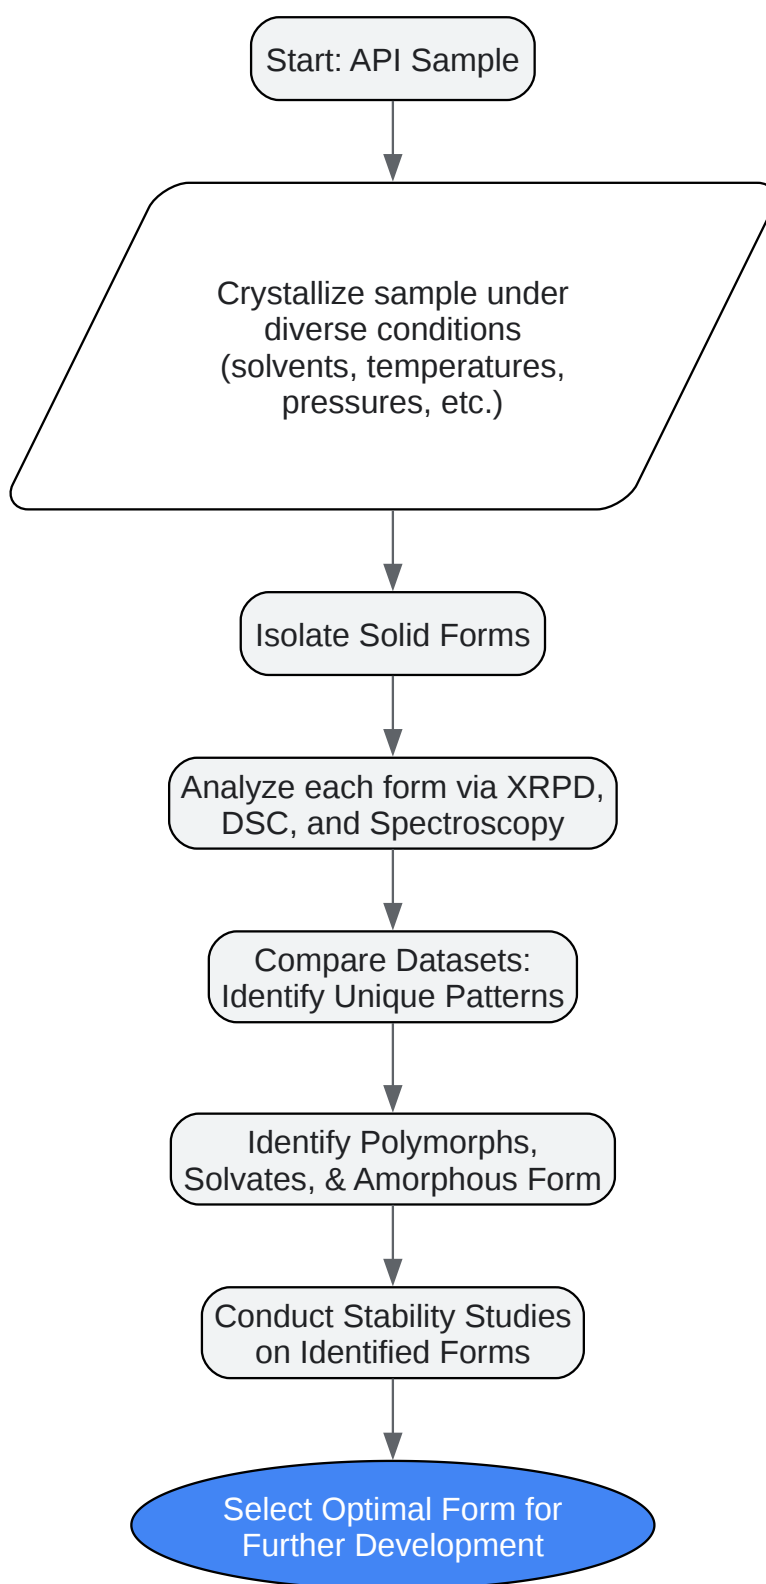 Start: API Sample
Crystallize sample under
diverse conditions
(solvents, temperatures,
pressures, etc.)
Isolate Solid Forms
Analyze each form via XRPD,
DSC, and Spectroscopy
Compare Datasets:
Identify Unique Patterns
Identify Polymorphs,
Solvates, & Amorphous Form
Conduct Stability Studies
on Identified Forms
Select Optimal Form for
Further Development